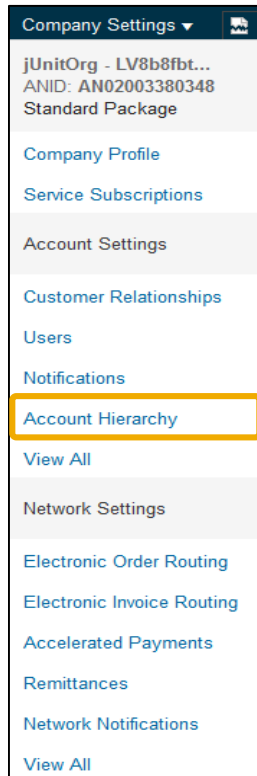 Company Settings ▾
jUnitOrg - LV8b8fbt...
ANID: AN02003380348
Standard Package
Company Profile
Service Subscriptions
Account Settings
Customer Relationships
Users
Notifications
Account Hierarchy
View All
Network Settings
Electronic Order Routing
Electronic Invoice Routing
Accelerated Payments
Remittances
Network Notifications
View All